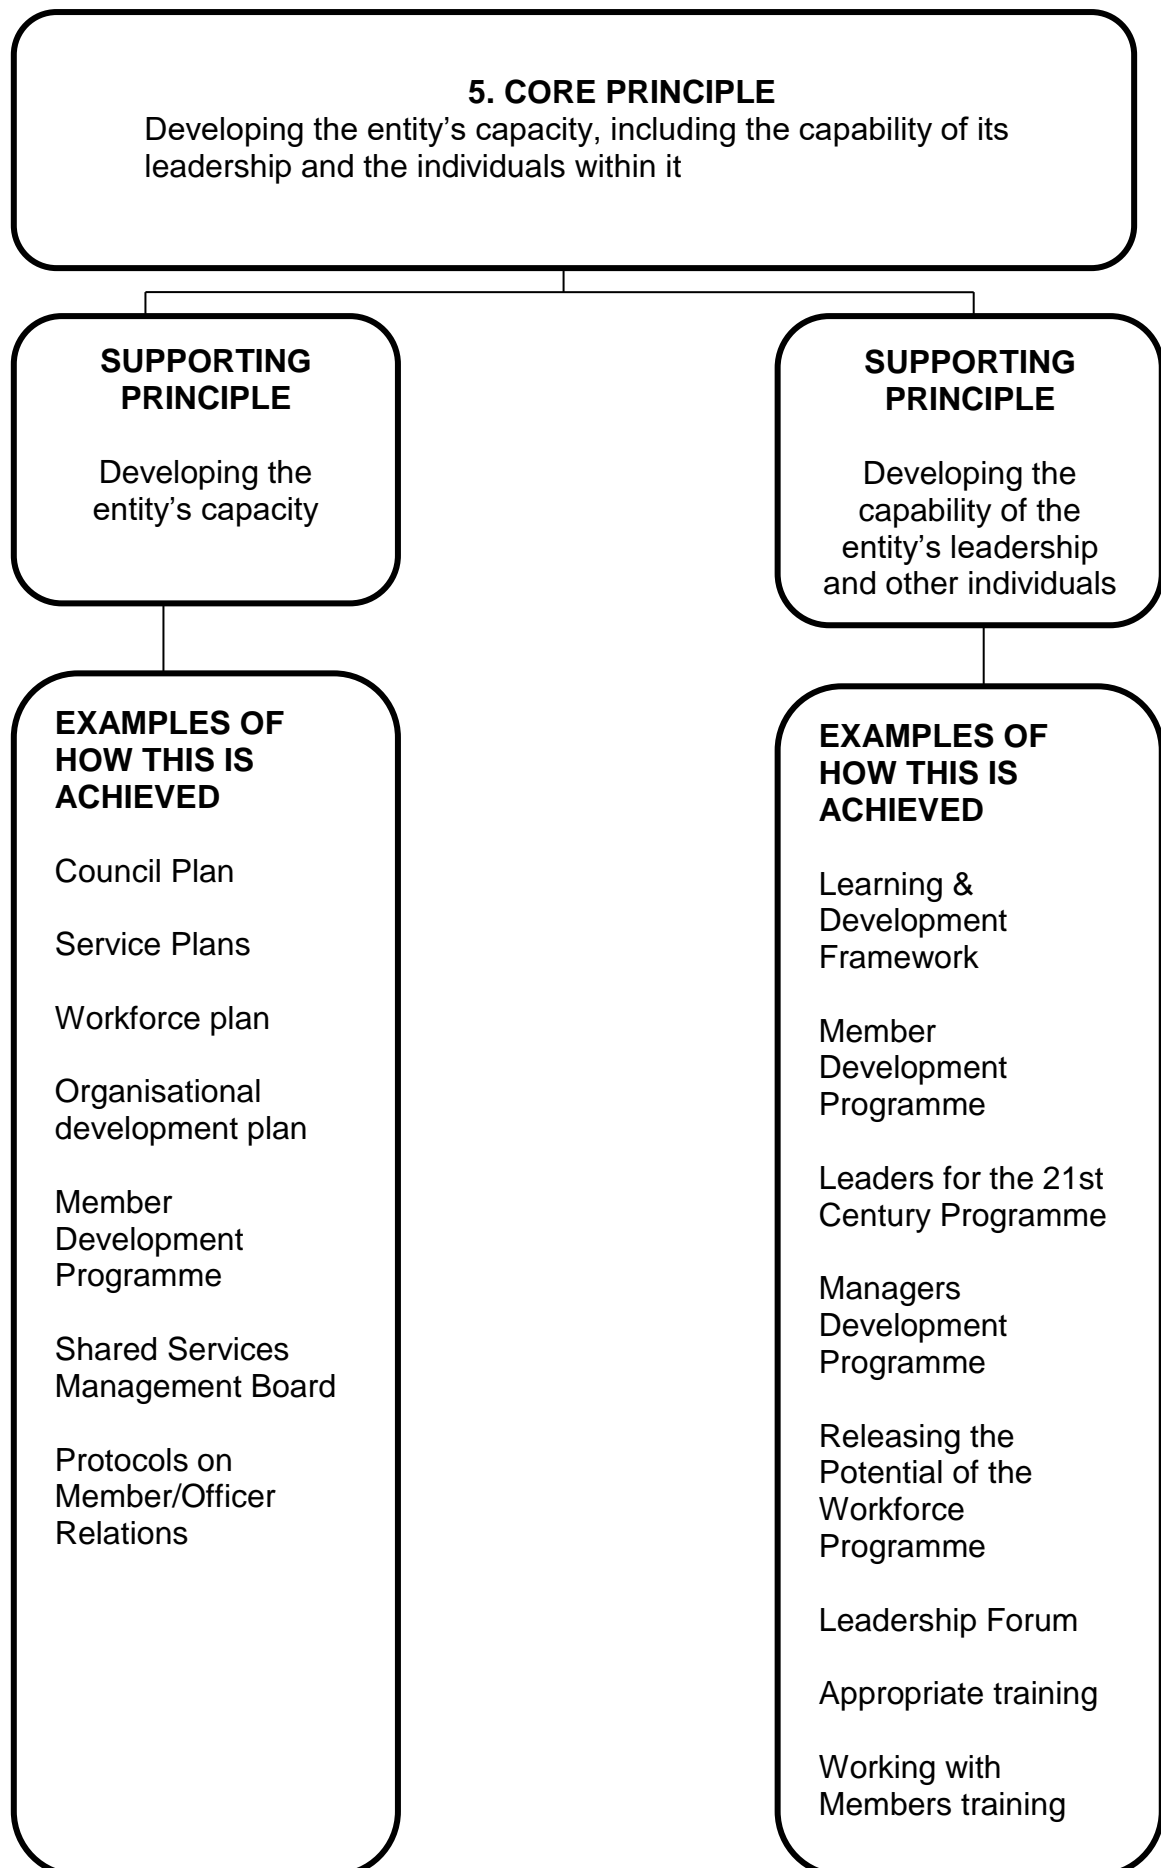 5. CORE PRINCIPLE
Developing the entity’s capacity, including the capability of its
leadership and the individuals within it
SUPPORTING
PRINCIPLE
Developing the
entity’s capacity
SUPPORTING
PRINCIPLE
Developing the
capability of the
entity’s leadership
and other individuals
EXAMPLES OF
HOW THIS IS
ACHIEVED
Council Plan
Service Plans
Workforce plan
Organisational
development plan
Member
Development
Programme
Shared Services
Management Board
Protocols on
Member/Officer
Relations
EXAMPLES OF
HOW THIS IS
ACHIEVED
Learning &
Development
Framework
Member
Development
Programme
Leaders for the 21st
Century Programme
Managers
Development
Programme
Releasing the
Potential of the
Workforce
Programme
Leadership Forum
Appropriate training
Working with
Members training